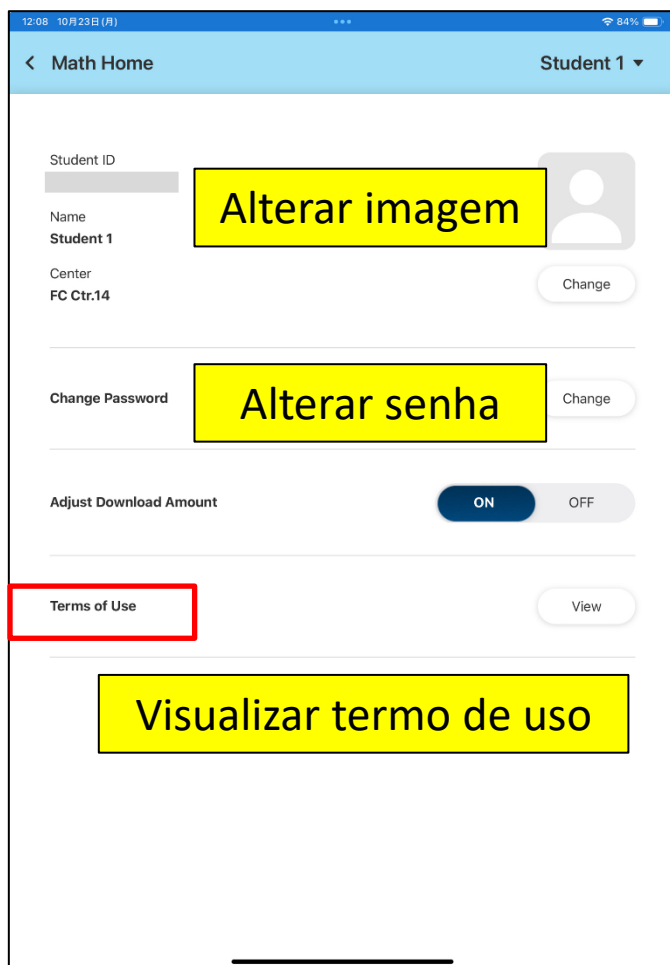 12:08 10月23日(月)
84%
Math Home
Student 1
Student ID
Alterar imagem
Name
Student 1
Center
FC Ctr.14
Change
Change Password
Alterar senha
Change
Adjust Download Amount
ON
OFF
Terms of Use
View
Visualizar termo de uso